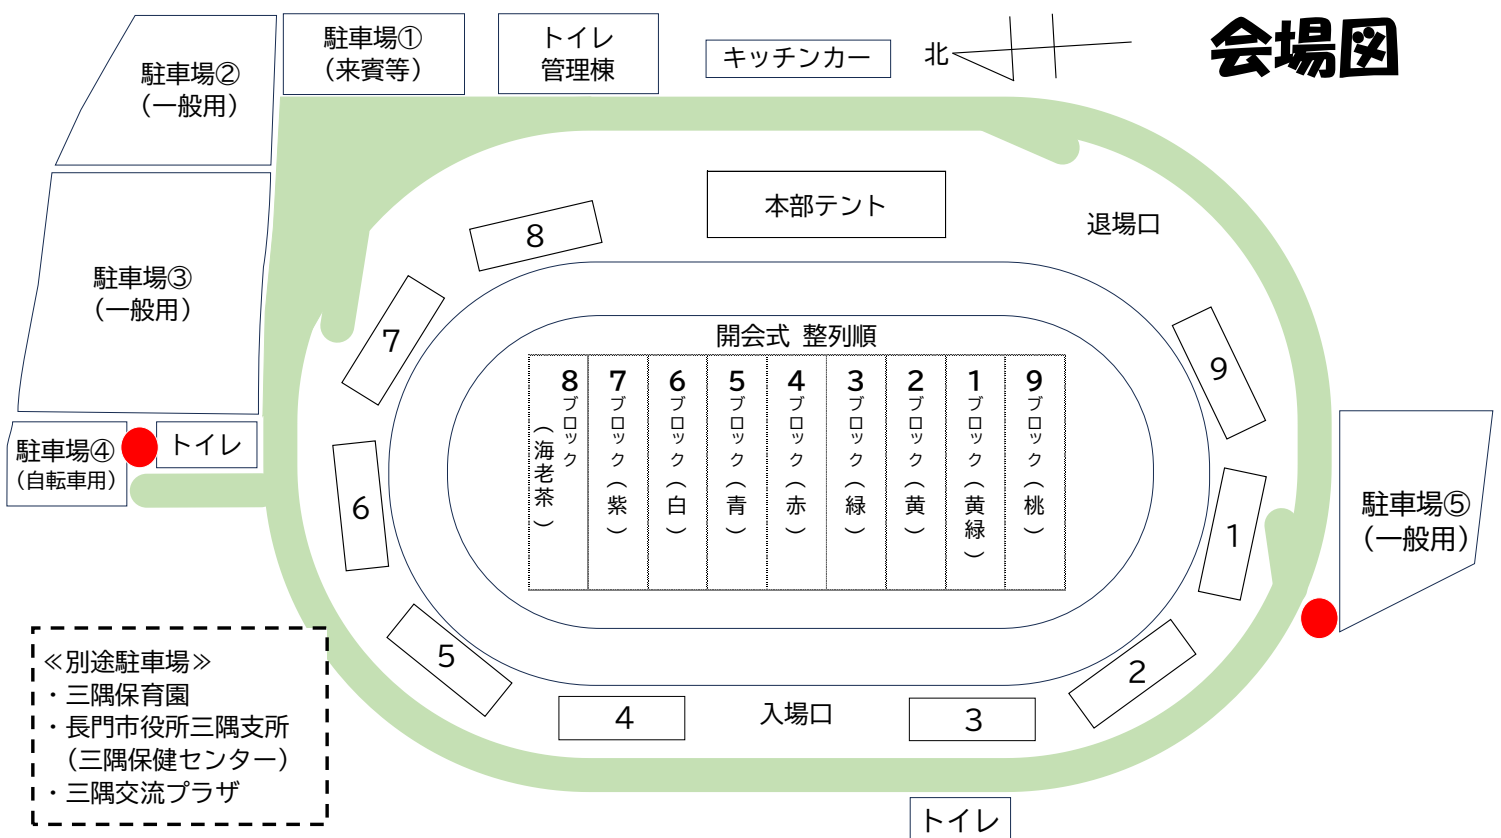 会場図
駐車場①
（来賓等）
トイレ
管理棟
キッチンカー
北
駐車場②
（一般用）
駐車場③
（一般用）
駐車場④
（自転車用）
トイレ
本部テント
退場口
8
7
6
5
4
入場口
3
2
1
9
開会式 整列順
8ブロック（海老茶）
7ブロック（紫）
6ブロック（白）
5ブロック（青）
4ブロック（赤）
3ブロック（緑）
2ブロック（黄）
1ブロック（黄緑）
9ブロック（桃）
駐車場⑤
（一般用）
≪別途駐車場≫
・三隅保育園
・長門市役所三隅支所
（三隅保健センター）
・三隅交流プラザ
トイレ